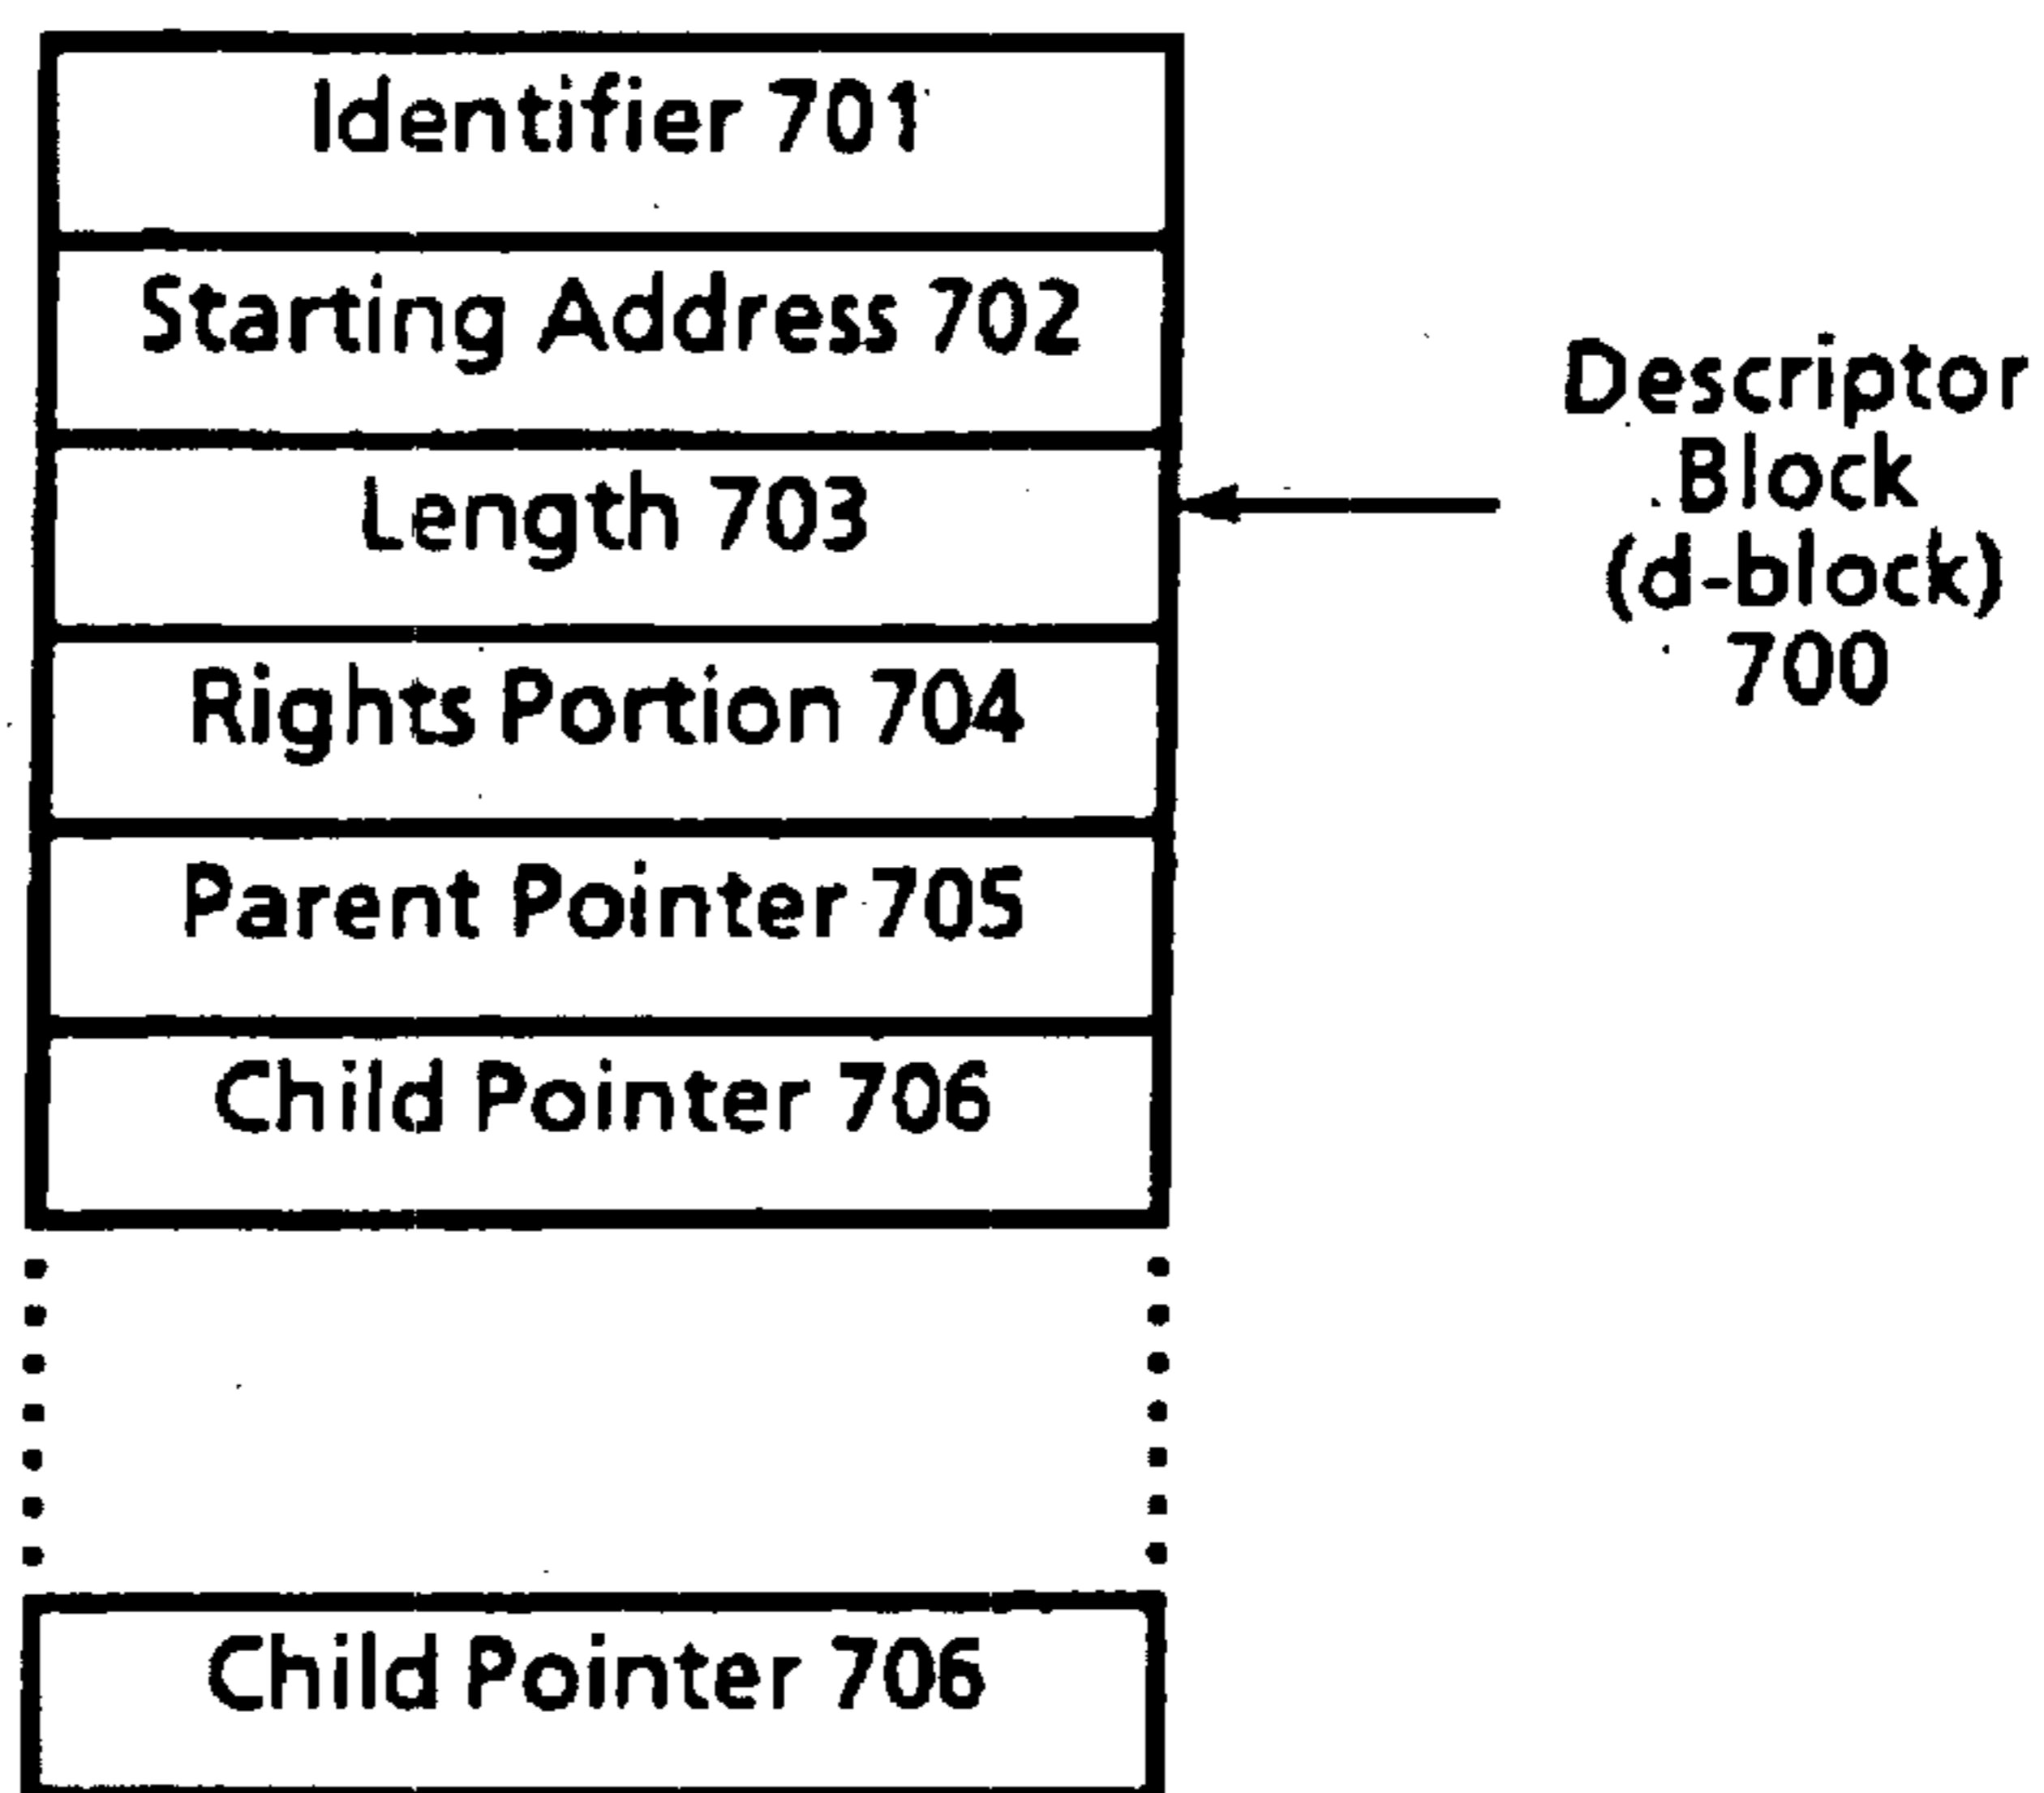 Identifier 701
Starting Address 702
Length 703
Rights Portion 704
Parent Pointer 705
Child Pointer 706
Child Pointer 706
Descriptor
Block
(d-block)
700